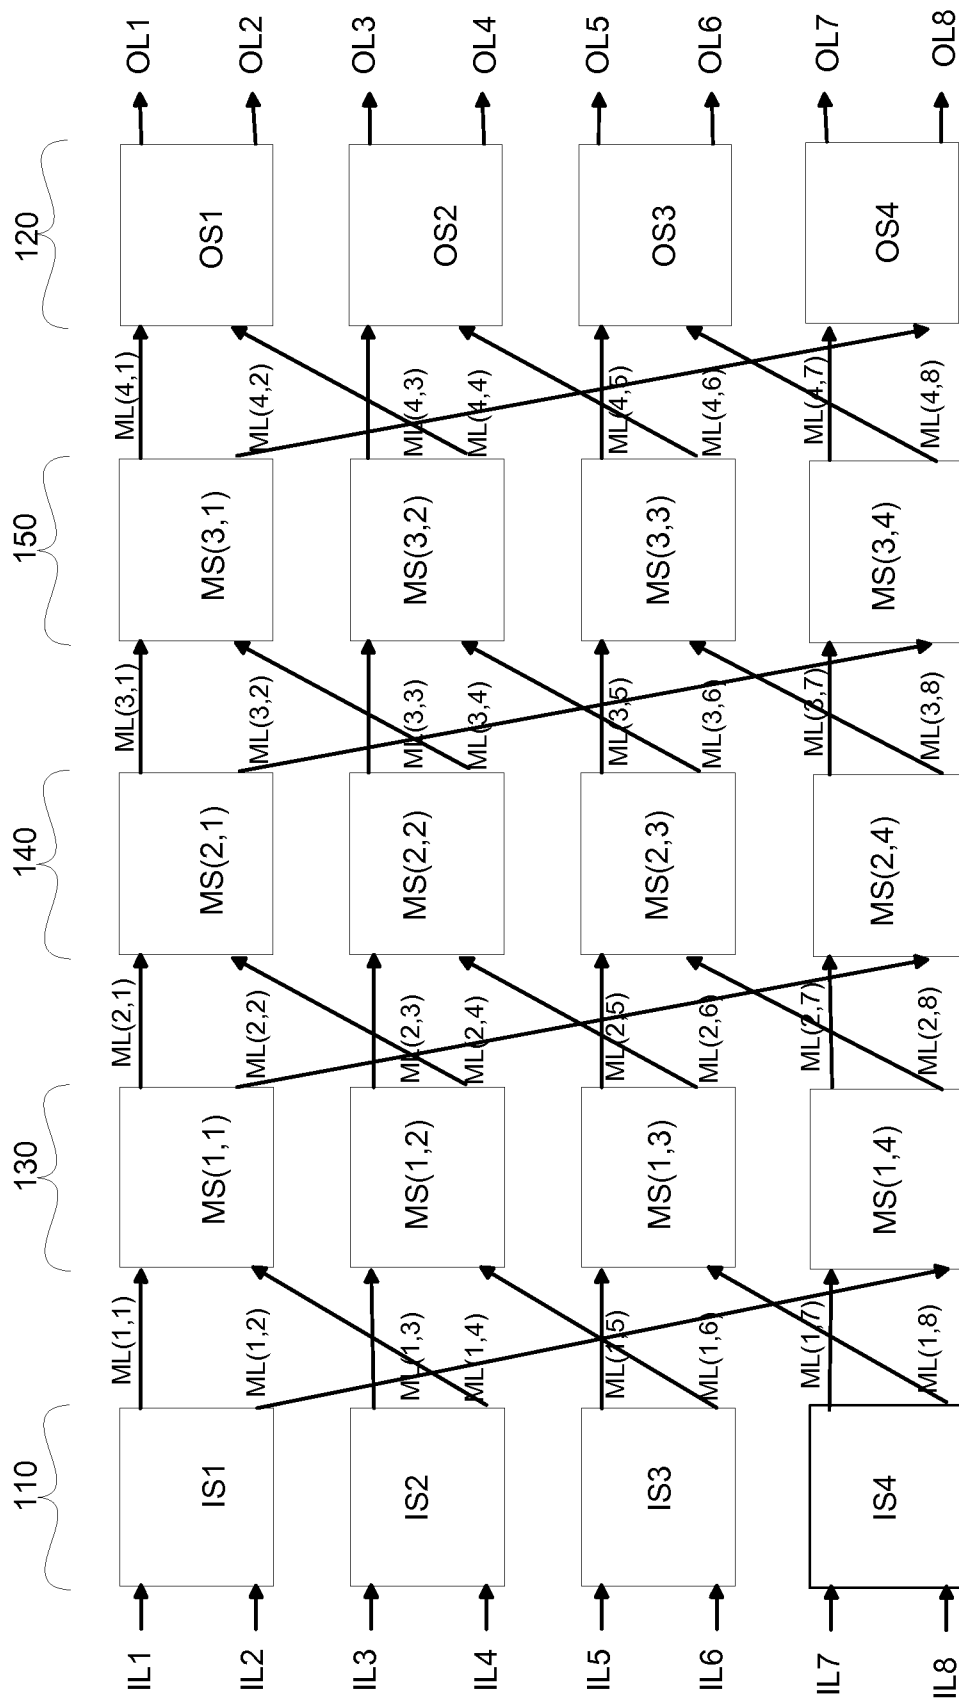 110
130
140
150
120
IL1
IS1
ML(1,1)
MS(1,1)
ML(2,1)
MS(2,1)
ML(3,1)
MS(3,1)
ML(4,1)
OS1
OL1
IL2
ML(1,2)
ML(2,2)
ML(3,2)
ML(4,2)
OL2
IL3
IS2
ML(1,3)
MS(1,2)
ML(2,3)
MS(2,2)
ML(3,3)
MS(3,2)
ML(4,3)
OS2
OL3
IL4
ML(1,4)
ML(2,4)
ML(3,4)
ML(4,4)
OL4
IL5
IS3
ML(1,5)
MS(1,3)
ML(2,5)
MS(2,3)
ML(3,5)
MS(3,3)
ML(4,5)
OS3
OL5
IL6
ML(1,6)
ML(2,6)
ML(3,6)
ML(4,6)
OL6
IL7
IS4
ML(1,7)
MS(1,4)
ML(2,7)
MS(2,4)
ML(3,7)
MS(3,4)
ML(4,7)
OS4
OL7
IL8
ML(1,8)
ML(2,8)
ML(3,8)
ML(4,8)
OL8